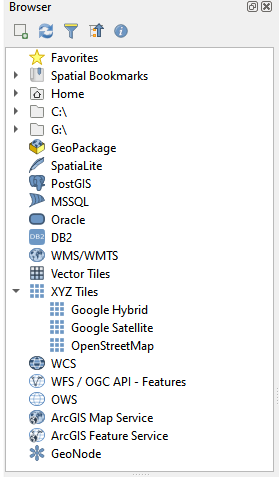 Browser
Favorites
Spatial Bookmarks
Home
C:\
G:\
GeoPackage
SpatiaLite
PostGIS
MSSQL
Oracle
DB2 DB2
WMS/WMTS
Vector Tiles
XYZ Tiles
Google Hybrid
Google Satellite
OpenStreetMap
WCS
WFS / OGC API - Features
OWS
ArcGIS Map Service
ArcGIS Feature Service
GeoNode